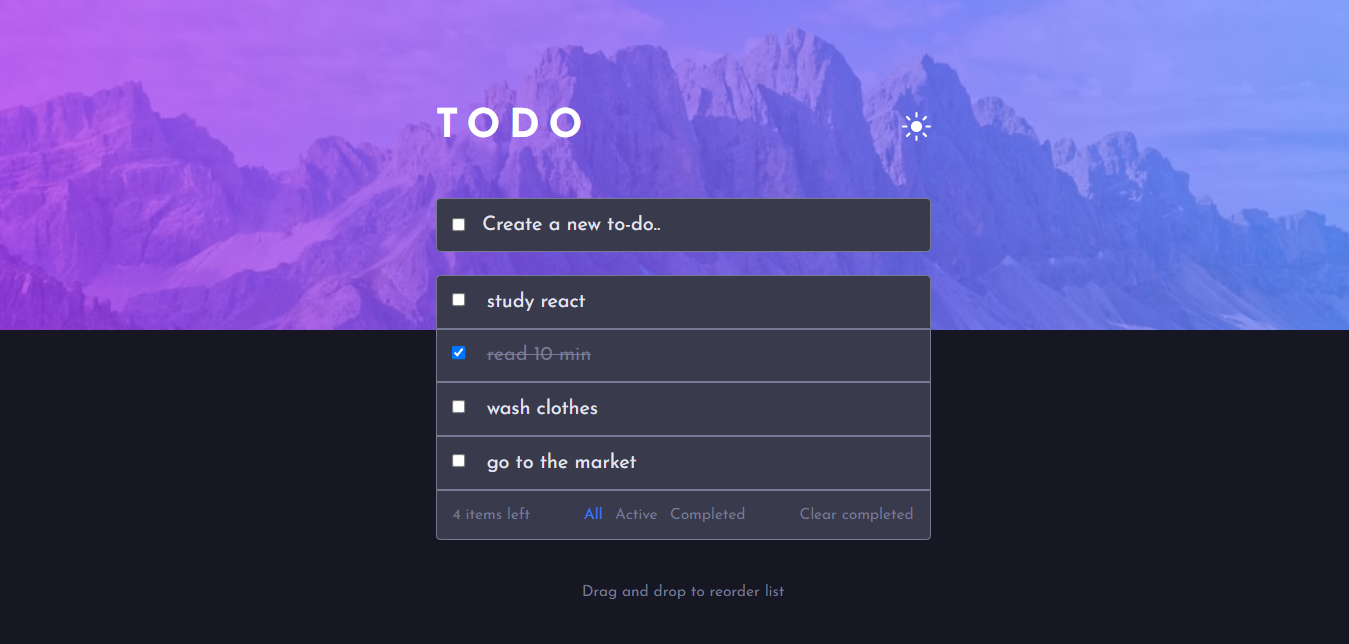 TODO
Create a new to-do..
study react
read 10 min
wash clothes
go to the market
4 items left All Active Completed Clear completed
Drag and drop to reorder list